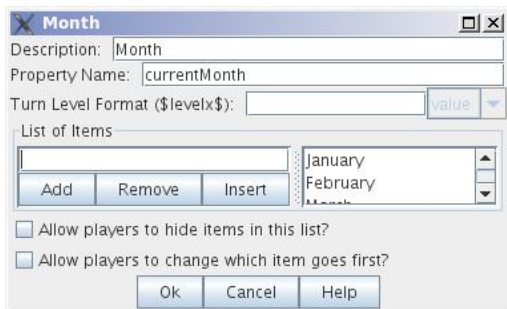 Month
Description: Month
Property Name: currentMonth
Turn Level Format ($levelx$): value
List of Items
January
February
Add Remove Insert
Allow players to hide items in this list?
Allow players to change which item goes first?
Ok Cancel Help